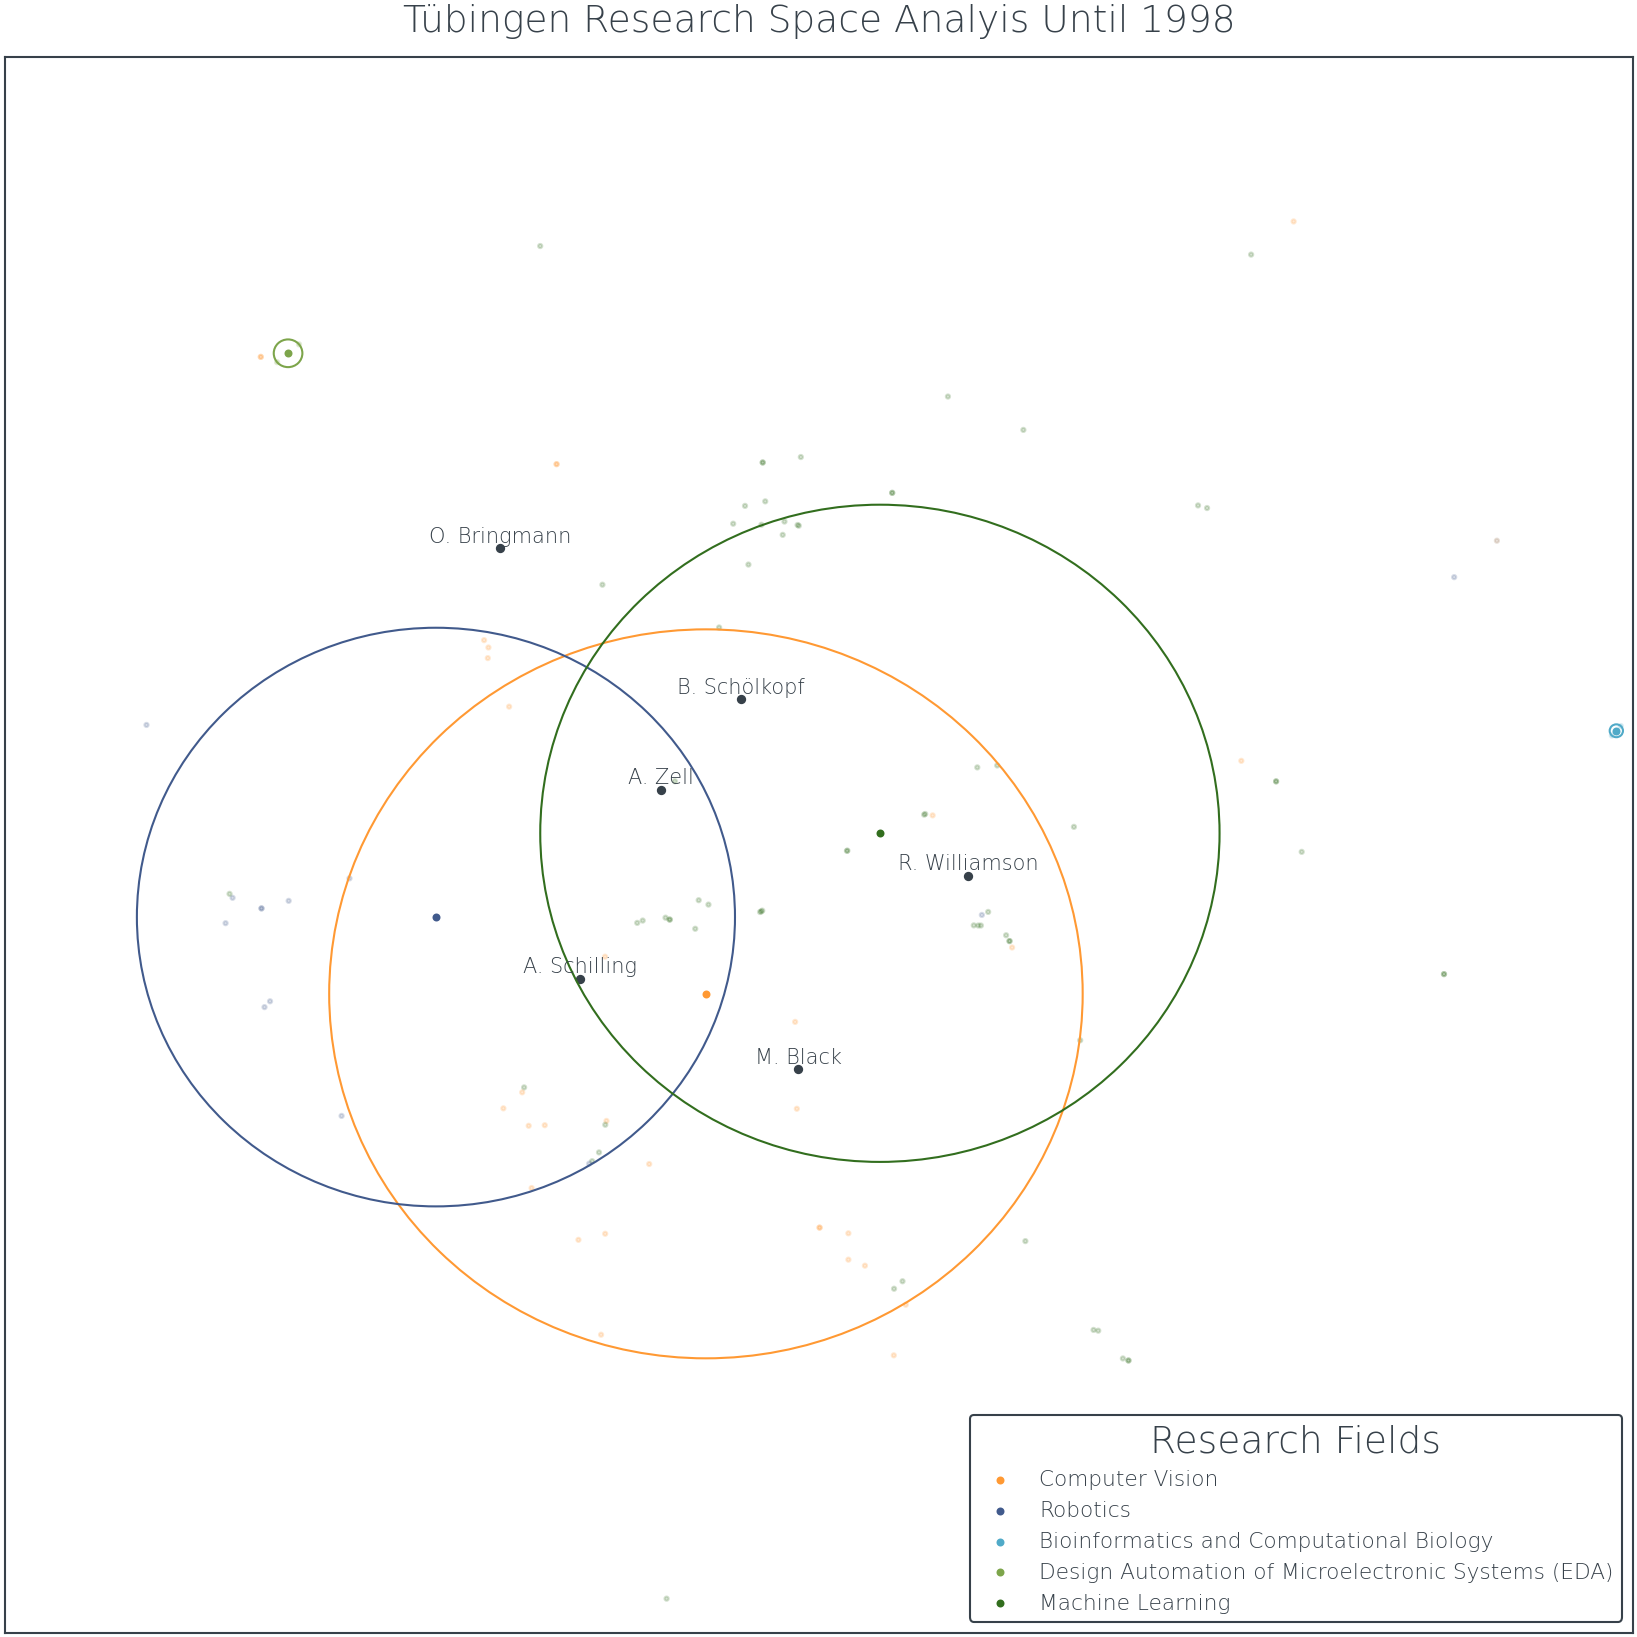 Tübingen Research Space Analyis Until 1998
O. Bringmann
B. Schölkopf
A. Zell
R. Williamson
A. Schilling
M. Black
Research Fields
Computer Vision
Robotics
Bioinformatics and Computational Biology
Design Automation of Microelectronic Systems (EDA)
Machine Learning